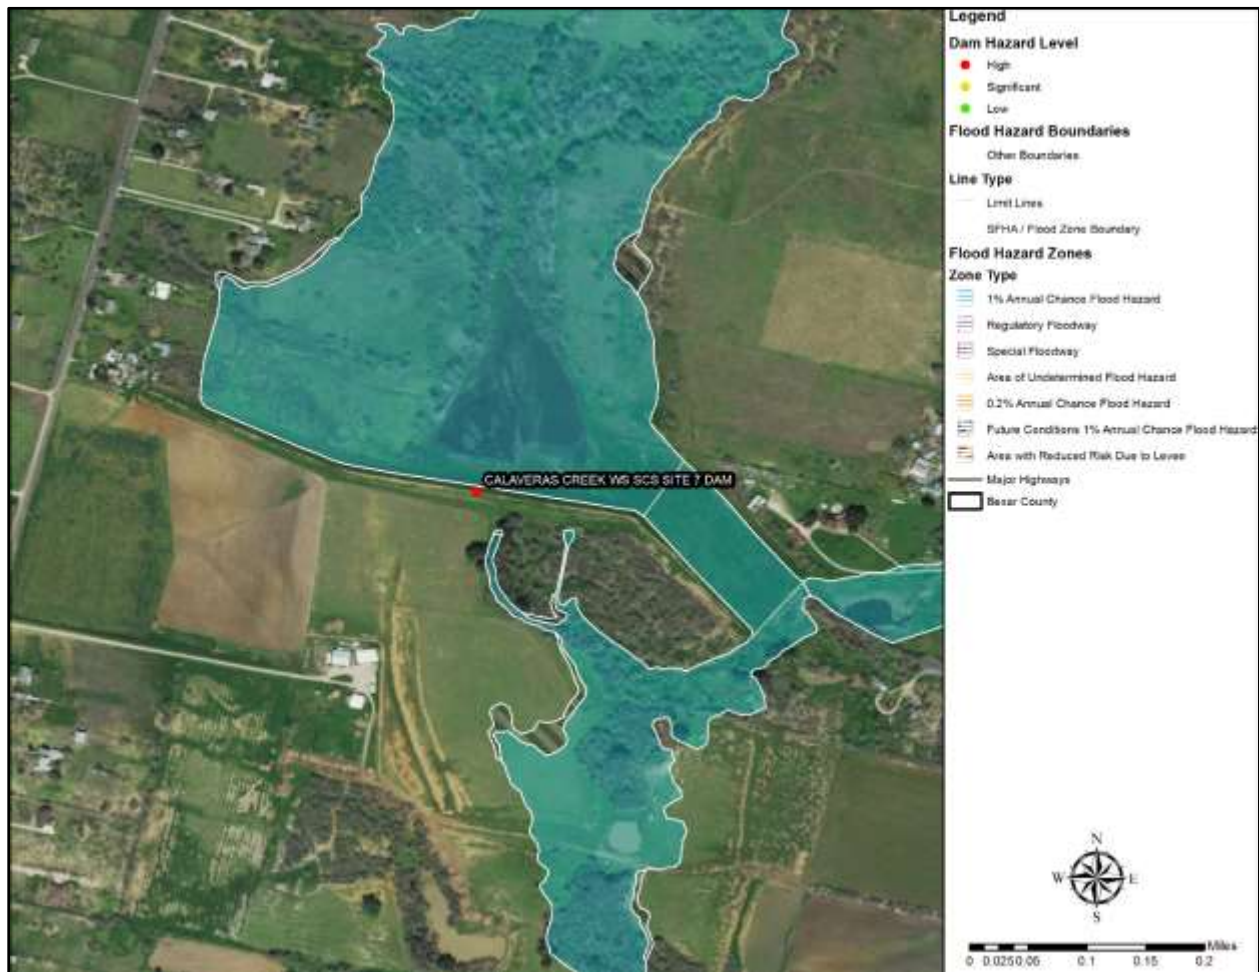 CALAVERAS CREEK WS SCS SITE 7 DAM
Legend
Dam Hazard Level
High
Significant
Low
Flood Hazard Boundaries
Other Boundaries
Line Type
Limit Lines
SFHA / Flood Zone Boundary
Flood Hazard Zones
Zone Type
1% Annual Chance Flood Hazard
Regulatory Floodway
Special Floodway
Area of Undetermined Flood Hazard
0.2% Annual Chance Flood Hazard
Future Conditions 1% Annual Chance Flood Hazard
Area with Reduced Risk Due to Levee
Major Highways
Bexar County
N
W E
S
Miles
0 0.025 0.05 0.1 0.15 0.2